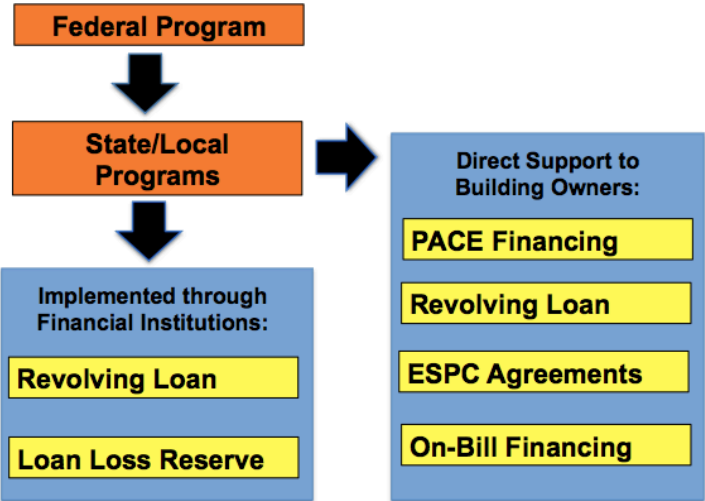 Federal Program
State/Local
Programs
Direct Support to
Building Owners:
PACE Financing
Revolving Loan
ESPC Agreements
On-Bill Financing
Implemented through
Financial Institutions:
Revolving Loan
Loan Loss Reserve